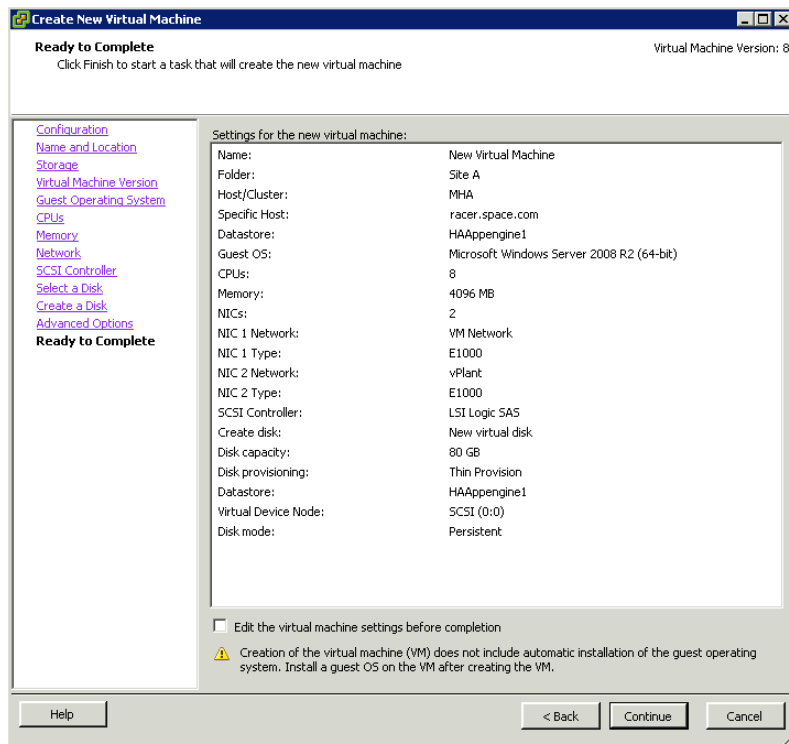 Create New Virtual Machine
Ready to Complete
Click Finish to start a task that will create the new virtual machine
Virtual Machine Version: 8
Configuration
Name and Location
Storage
Virtual Machine Version
Guest Operating System
CPUs
Memory
Network
SCSI Controller
Select a Disk
Create a Disk
Advanced Options
Ready to Complete
Settings for the new virtual machine:
Name: New Virtual Machine
Folder: Site A
Host/Cluster: MHA
Specific Host: racer.space.com
Datastore: HAAppengine1
Guest OS: Microsoft Windows Server 2008 R2 (64-bit)
CPUs: 8
Memory: 4096 MB
NICs: 2
NIC 1 Network: VM Network
NIC 1 Type: E1000
NIC 2 Network: vPlant
NIC 2 Type: E1000
SCSI Controller: LSI Logic SAS
Create disk: New virtual disk
Disk capacity: 80 GB
Disk provisioning: Thin Provision
Datastore: HAAppengine1
Virtual Device Node: SCSI (0:0)
Disk mode: Persistent
Edit the virtual machine settings before completion
Creation of the virtual machine (VM) does not include automatic installation of the guest operating
system. Install a guest OS on the VM after creating the VM.
Help
< Back
Continue
Cancel